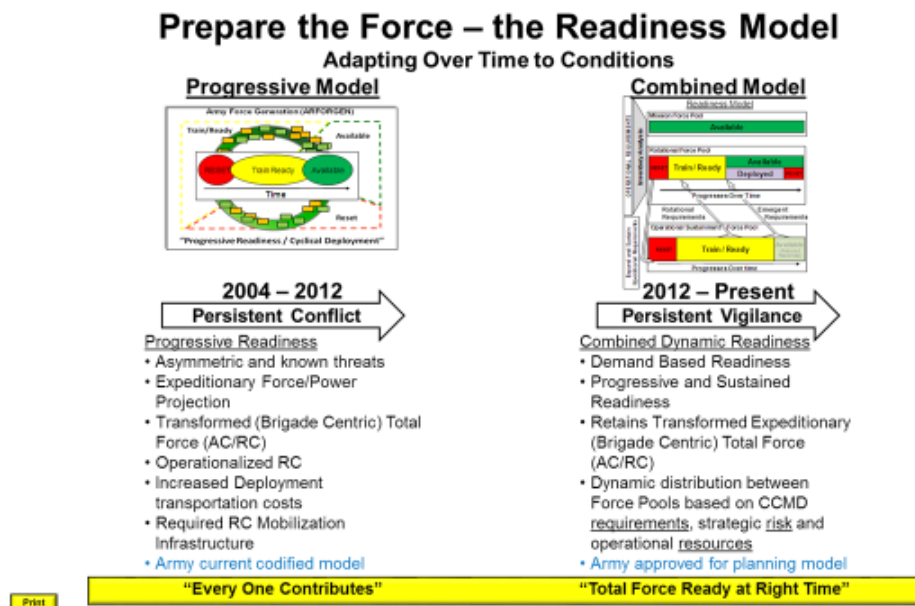 Prepare the Force – the Readiness Model
Adapting Over Time to Conditions
Progressive Model
Army Force Generation (ARFORGEN)
Train/Ready
Available
RESET
Train Ready
Available
Time
Reset
"Progressive Readiness / Cyclical Deployment"
2004 – 2012
Persistent Conflict
Progressive Readiness
• Asymmetric and known threats
• Expeditionary Force/Power
Projection
• Transformed (Brigade Centric) Total
Force (AC/RC)
• Operationalized RC
• Increased Deployment
transportation costs
• Required RC Mobilization
Infrastructure
• Army current codified model
"Every One Contributes"
Combined Model
Readiness Model
Mission Force Pool
Available
Rotational Force Pool
RESET
Train / Ready
Available
Deployed
RESET
Progresses Over Time
Rotational
Requirements
Emergent
Requirements
Operational Sustainment Force Pool
RESET
Train / Ready
Available
Progresses Over time
Inventory Analysis
2012 – Present
Persistent Vigilance
Combined Dynamic Readiness
• Demand Based Readiness
• Progressive and Sustained
Readiness
• Retains Transformed Expeditionary
(Brigade Centric) Total Force
(AC/RC)
• Dynamic distribution between
Force Pools based on CCMD
requirements, strategic risk and
operational resources
• Army approved for planning model
"Total Force Ready at Right Time"
Print